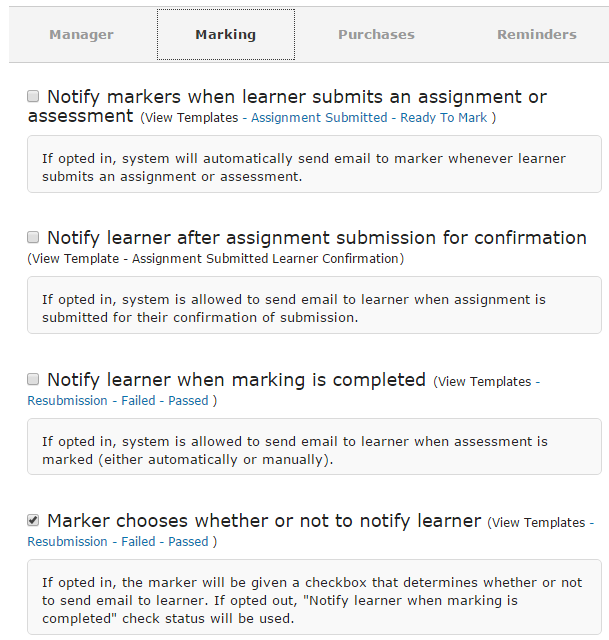 Manager Marking Purchases Reminders
Notify markers when learner submits an assignment or
assessment (View Templates - Assignment Submitted - Ready To Mark )
If opted in, system will automatically send email to marker whenever learner
submits an assignment or assessment.
Notify learner after assignment submission for confirmation
(View Template - Assignment Submitted Learner Confirmation)
If opted in, system is allowed to send email to learner when assignment is
submitted for their confirmation of submission.
Notify learner when marking is completed (View Templates -
Resubmission - Failed - Passed )
If opted in, system is allowed to send email to learner when assessment is
marked (either automatically or manually).
Marker chooses whether or not to notify learner (View Templates -
Resubmission - Failed - Passed )
If opted in, the marker will be given a checkbox that determines whether or not
to send email to learner. If opted out, "Notify learner when marking is
completed" check status will be used.